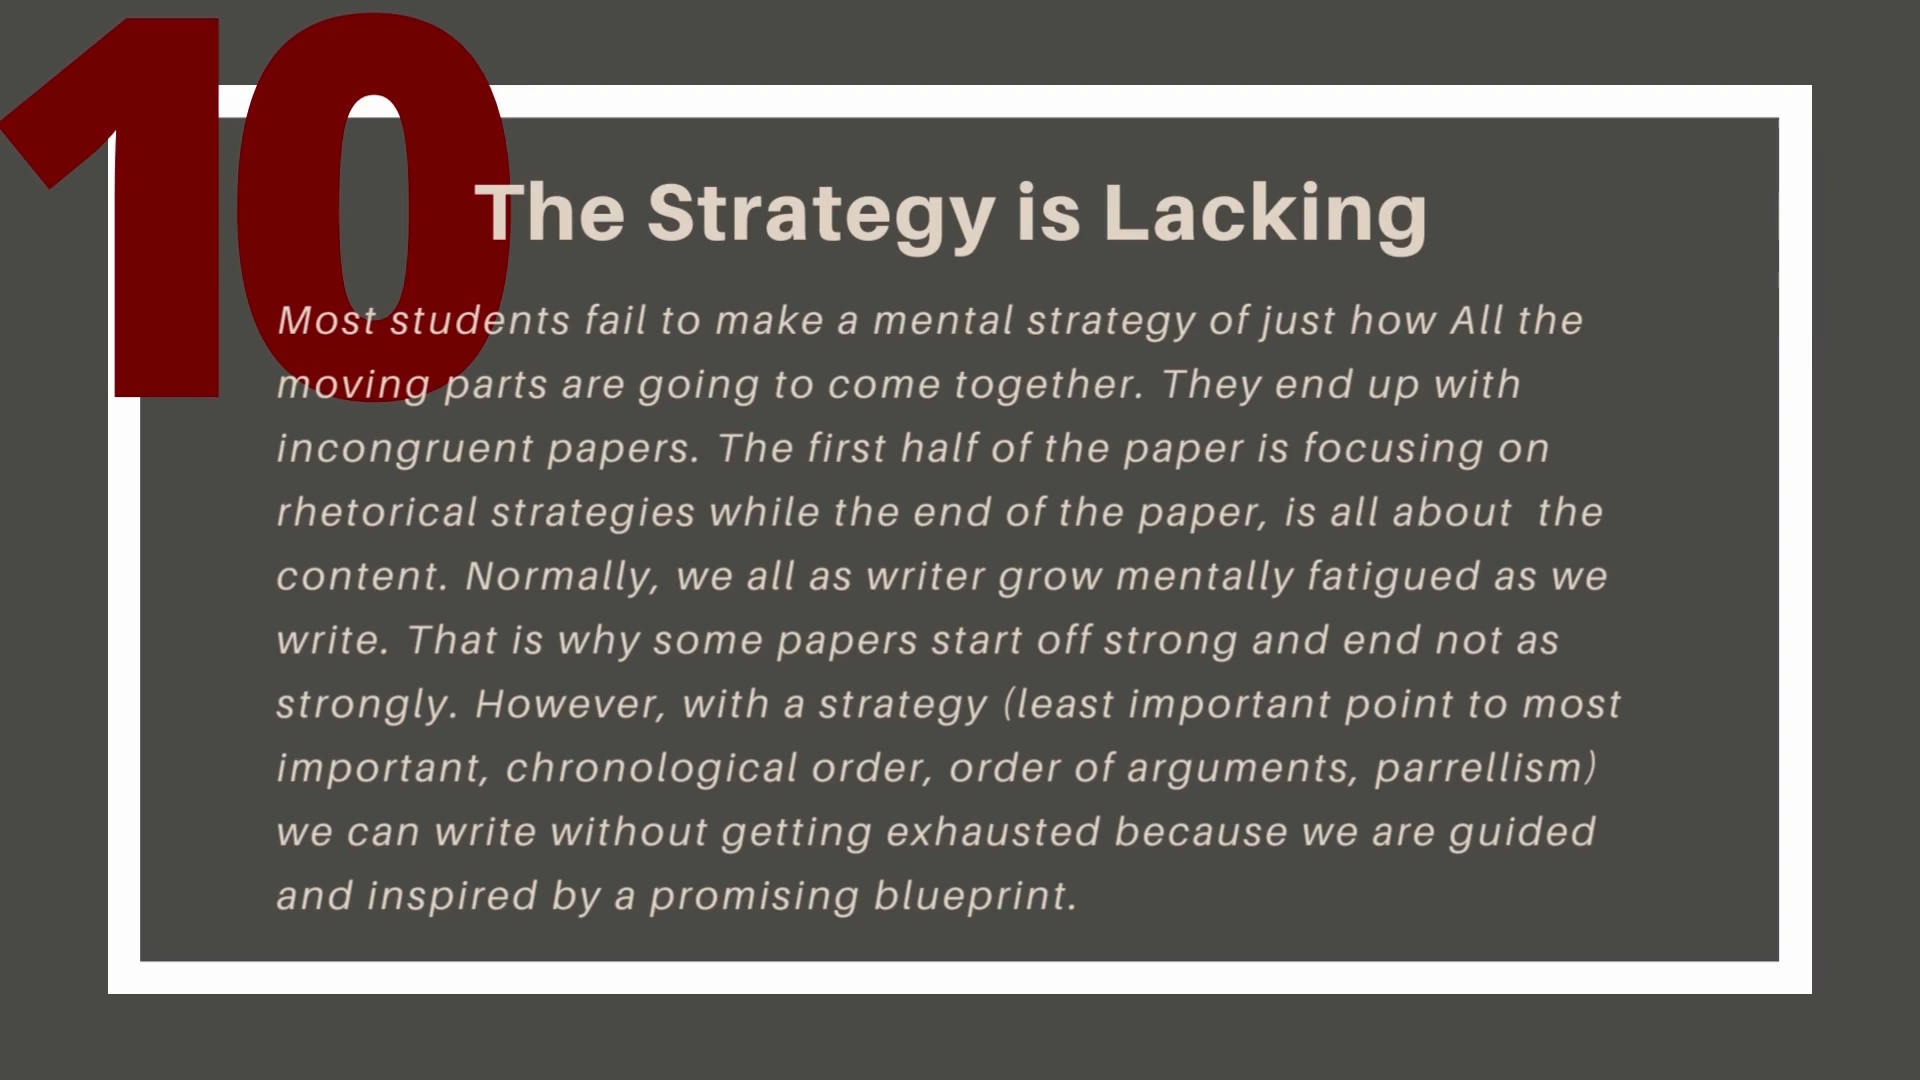 10
The Strategy is Lacking
Most students fail to make a mental strategy of just how All the
moving parts are going to come together. They end up with
incongruent papers. The first half of the paper is focusing on
rhetorical strategies while the end of the paper, is all about  the
content. Normally, we all as writer grow mentally fatigued as we
write. That is why some papers start off strong and end not as
strongly. However, with a strategy (least important point to most
important, chronological order, order of arguments, parrellism)
we can write without getting exhausted because we are guided
and inspired by a promising blueprint.